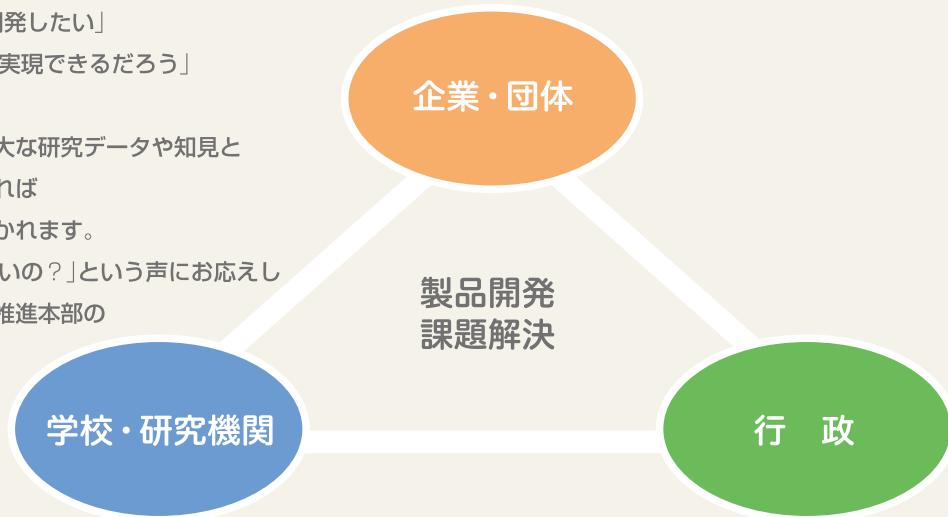 発したい」
実現できるだろう」
大な研究データや知見と
れば
かれます。
いの?」という声にお応えし
推進本部の
企業・団体
製品開発
課題解決
学校・研究機関
行　政